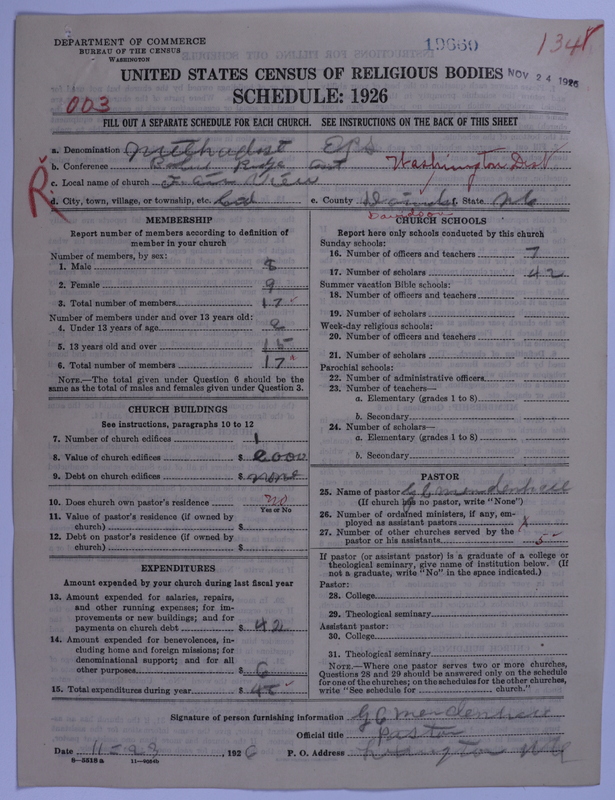 DEPARTMENT OF COMMERCE
BUREAU OF THE CENSUS
WASHINGTON
19660
1348
NOV 24 1926
UNITED STATES CENSUS OF RELIGIOUS BODIES
SCHEDULE: 1926
003
FILL OUT A SEPARATE SCHEDULE FOR EACH CHURCH. SEE INSTRUCTIONS ON THE BACK OF THIS SHEET
a. Denomination Methodist Eps
b. Conference Blue Ridge Washington Dist
c. Local name of church Fair View
d. City, town, village, or township, etc. e. County Davids f. State NC
Davidson
MEMBERSHIP
Report number of members according to definition of
member in your church
Number of members, by sex:
1. Male 8
2. Female 9
3. Total number of members 17
Number of members under and over 13 years old:
4. Under 13 years of age 2
5. 13 years old and over 15
6. Total number of members 17
NOTE.—The total given under Question 6 should be the
same as the total of males and females given under Question 3.
CHURCH BUILDINGS
See instructions, paragraphs 10 to 12
7. Number of church edifices 1
8. Value of church edifices $ 2000
9. Debt on church edifices $ none
10. Does church own pastor's residence no
Yes or No
11. Value of pastor's residence (if owned by
church) $
12. Debt on pastor's residence (if owned by
church) $
EXPENDITURES
Amount expended by your church during last fiscal year
13. Amount expended for salaries, repairs,
and other running expenses; for im-
provements or new buildings; and for
payments on church debt $ 42
14. Amount expended for benevolences, in-
cluding home and foreign missions; for
denominational support; and for all
other purposes $ 6
15. Total expenditures during year $ 48
CHURCH SCHOOLS
Report here only schools conducted by this church
Sunday schools:
16. Number of officers and teachers 7
17. Number of scholars 42
Summer vacation Bible schools:
18. Number of officers and teachers
19. Number of scholars
Week-day religious schools:
20. Number of officers and teachers
21. Number of scholars
Parochial schools:
22. Number of administrative officers
23. Number of teachers—
a. Elementary (grades 1 to 8)
b. Secondary
24. Number of scholars—
a. Elementary (grades 1 to 8)
b. Secondary
PASTOR
25. Name of pastor G C Mendenhall
(If church has no pastor, write "None")
26. Number of ordained ministers, if any, em-
ployed as assistant pastors
27. Number of other churches served by the
pastor or his assistants 5
If pastor (or assistant pastor) is a graduate of a college or
theological seminary, give name of institution below. (If
not a graduate, write "No" in the space indicated.)
Pastor:
28. College
29. Theological seminary
Assistant pastor:
30. College
31. Theological seminary
NOTE.—Where one pastor serves two or more churches,
Questions 28 and 29 should be answered only on the schedule
for one of the churches; on the schedules for the other churches,
write "See schedule for church."
Signature of person furnishing information G C Mendenhall
Official title Pastor
Date 11-23, 1926 P. O. Address Lexington NC
8—5518 a